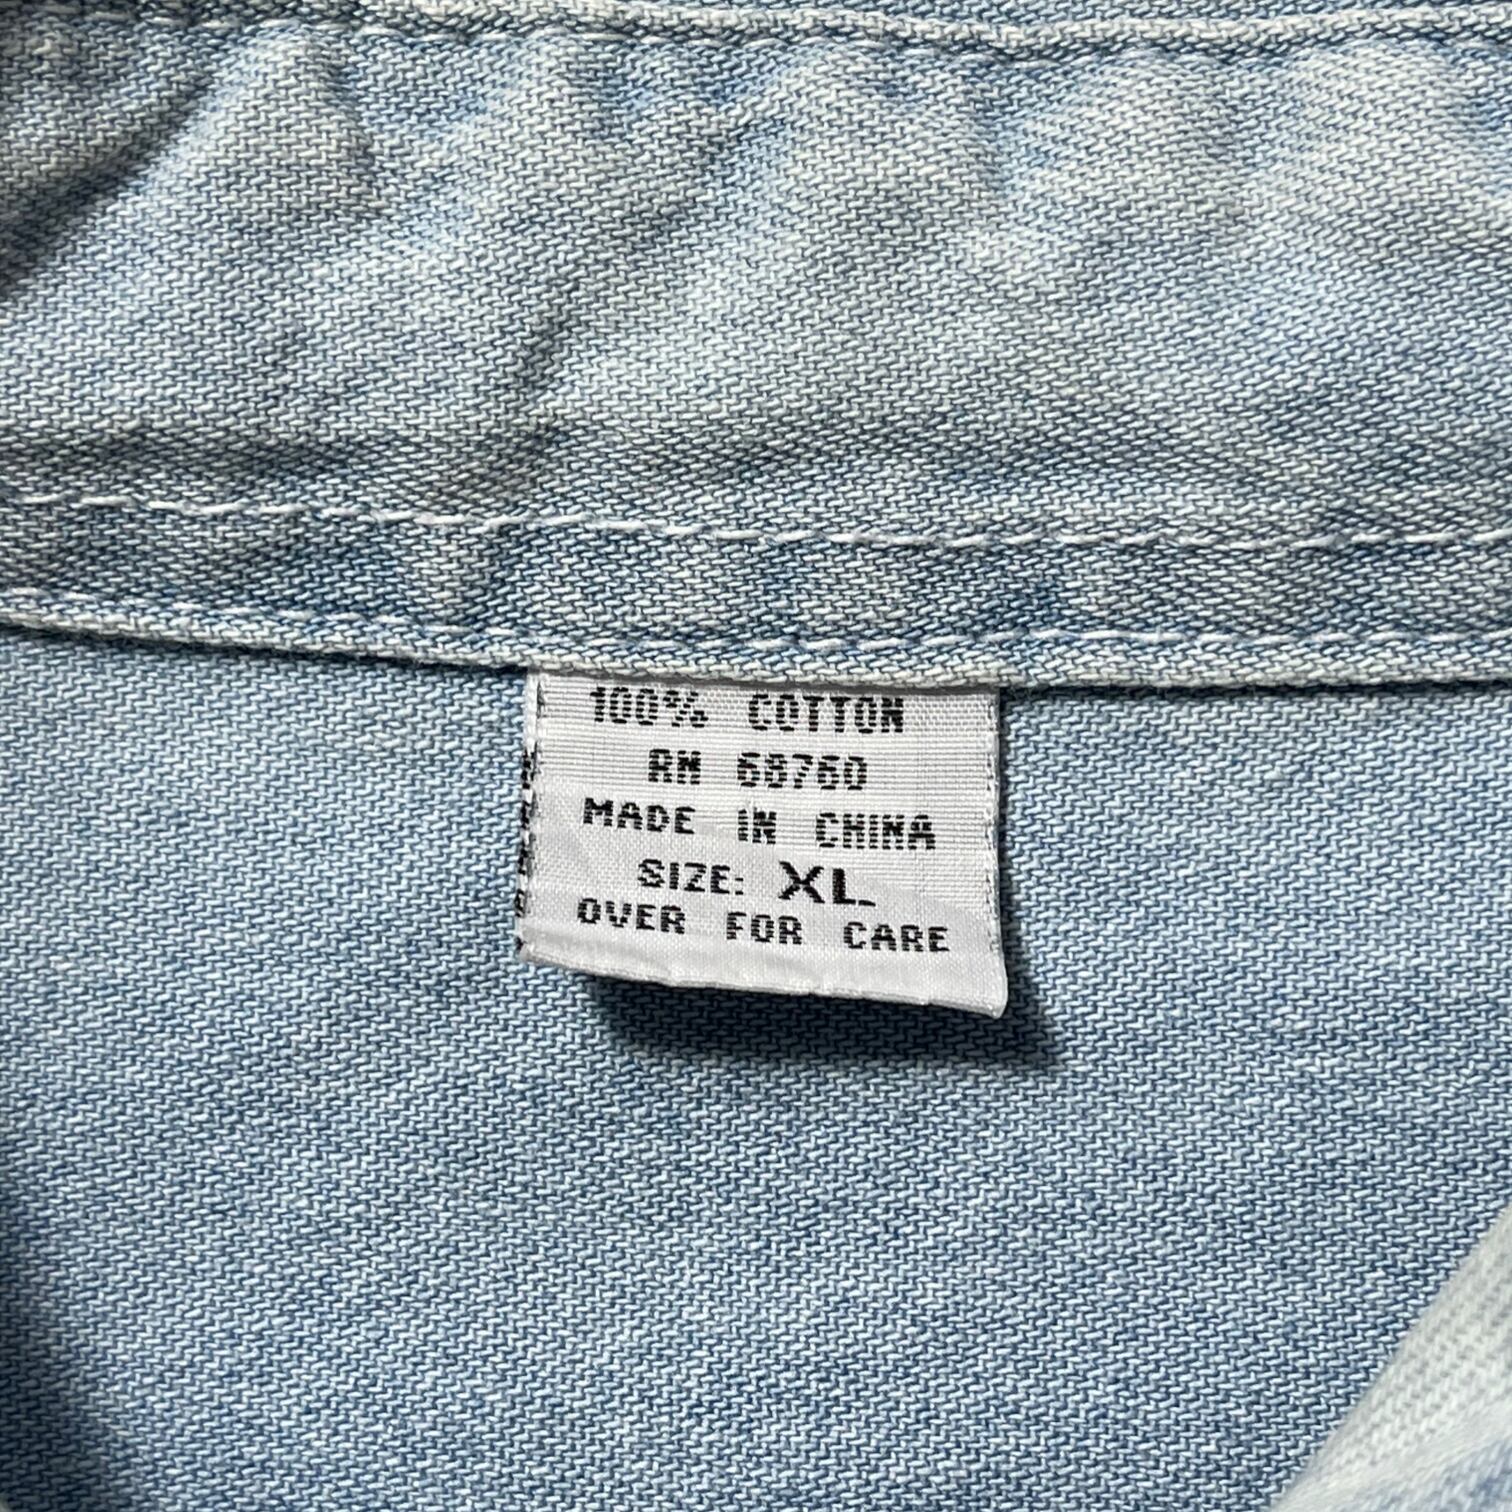 100% COTTON
RN 68760
MADE IN CHINA
SIZE: XL
OVER FOR CARE